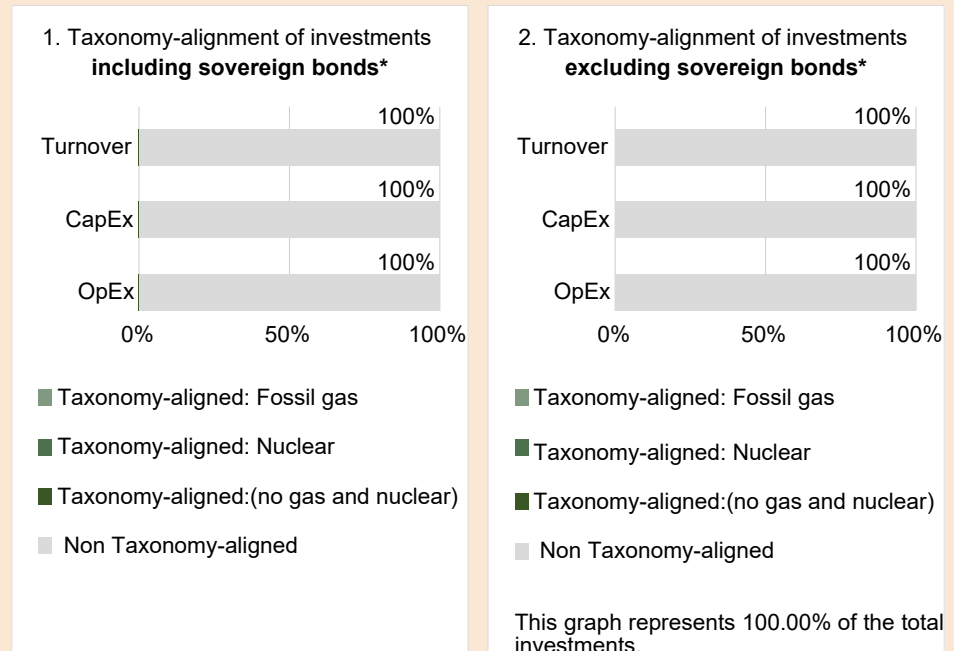 1. Taxonomy-alignment of investments
including sovereign bonds*
100%
Turnover
100%
CapEx
100%
OpEx
0% 50% 100%
Taxonomy-aligned: Fossil gas
Taxonomy-aligned: Nuclear
Taxonomy-aligned:(no gas and nuclear)
Non Taxonomy-aligned
2. Taxonomy-alignment of investments
excluding sovereign bonds*
100%
Turnover
100%
CapEx
100%
OpEx
0% 50% 100%
Taxonomy-aligned: Fossil gas
Taxonomy-aligned: Nuclear
Taxonomy-aligned:(no gas and nuclear)
Non Taxonomy-aligned
This graph represents 100.00% of the total
investments.